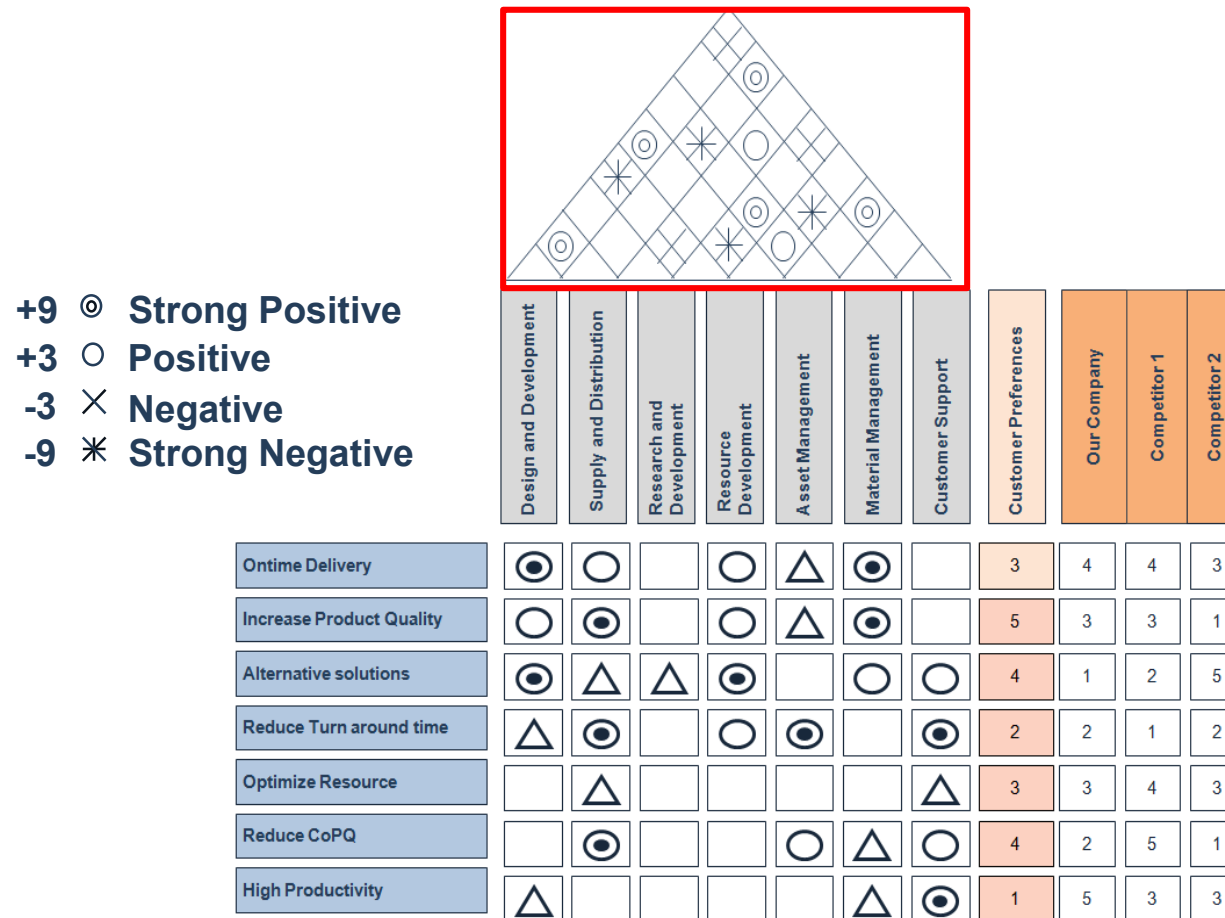 +9 ◎ Strong Positive
+3 ○ Positive
-3 × Negative
-9 ✳ Strong Negative
Design and Development
Supply and Distribution
Research and
Development
Resource
Development
Asset Management
Material Management
Customer Support
Customer Preferences
Our Company
Competitor 1
Competitor 2
Ontime Delivery
3 4 4 3
Increase Product Quality
5 3 3 1
Alternative solutions
4 1 2 5
Reduce Turn around time
2 2 1 2
Optimize Resource
3 3 4 3
Reduce CoPQ
4 2 5 1
High Productivity
1 5 3 3